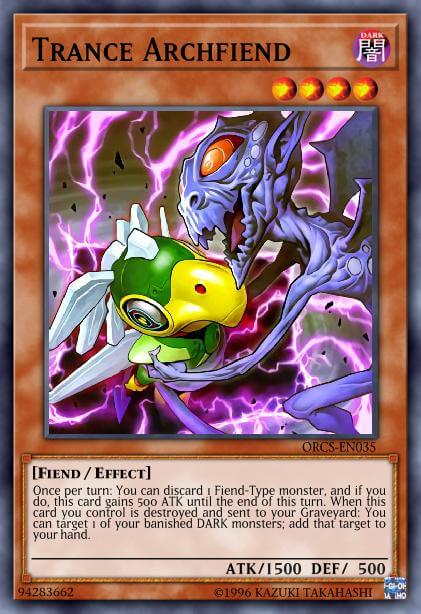 TRANCE ARCHFIEND
DARK
闇
ORCS-EN035
[FIEND / EFFECT]
Once per turn: You can discard 1 Fiend-Type monster, and if you
do, this card gains 500 ATK until the end of this turn. When this
card you control is destroyed and sent to your Graveyard: You
can target 1 of your banished DARK monsters; add that target to
your hand.
ATK/1500 DEF/ 500
94283662
©1996 KAZUKI TAKAHASHI